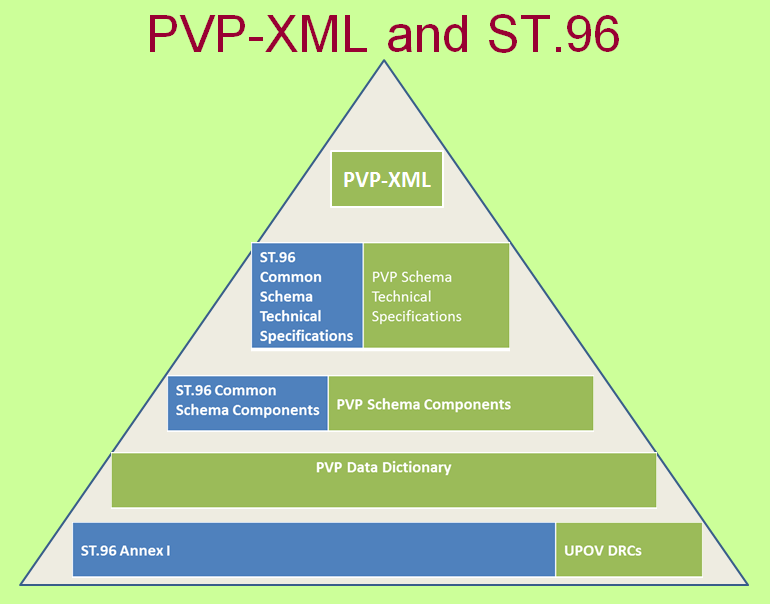 PVP-XML and ST.96
PVP-XML
ST.96
Common
Schema
Technical
Specifications
PVP Schema
Technical
Specifications
ST.96 Common
Schema Components
PVP Schema Components
PVP Data Dictionary
ST.96 Annex I
UPOV DRCs